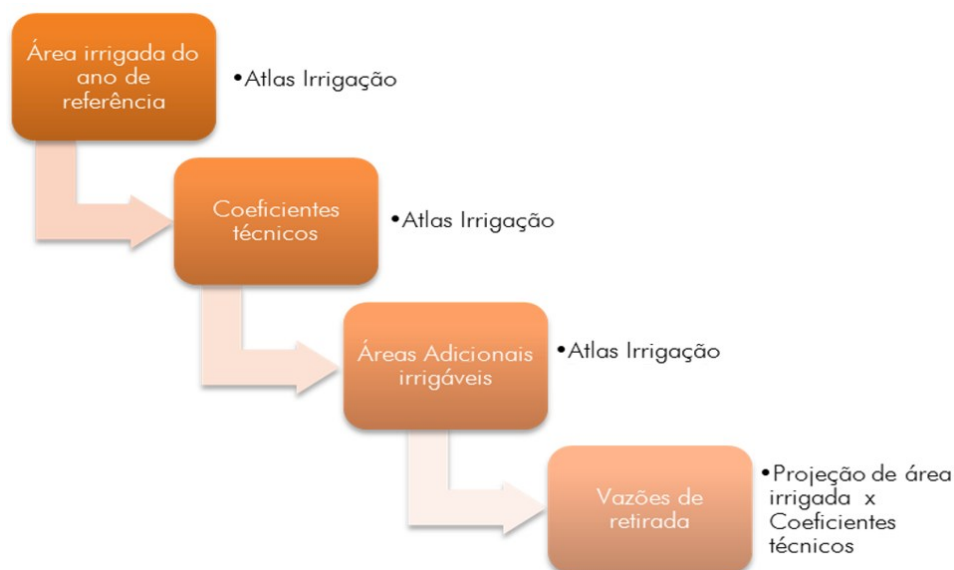 Área irrigada do
ano de
referência
•Atlas Irrigação
Coeficientes
técnicos
•Atlas Irrigação
Áreas Adicionais
irrigáveis
•Atlas Irrigação
Vazões de
retirada
•Projeção de área
irrigada x
Coeficientes
técnicos